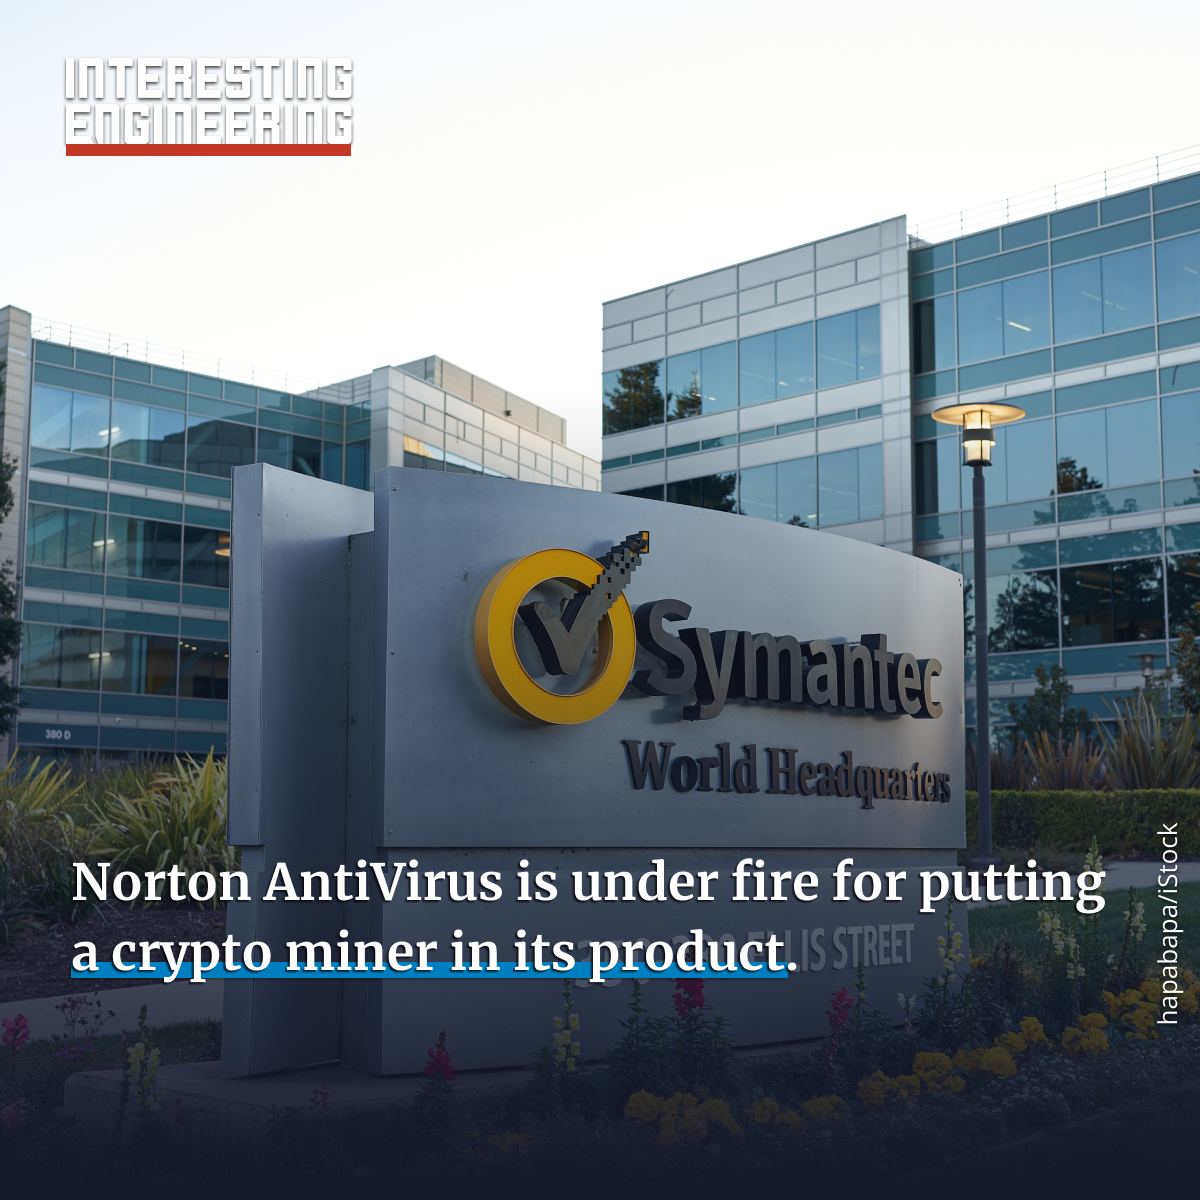 INTERESTING
ENGINEERING
380 D
Symantec
World Headquarters
Norton AntiVirus is under fire for putting
a crypto miner in its product.
ELLIS STREET
hapabapa/iStock